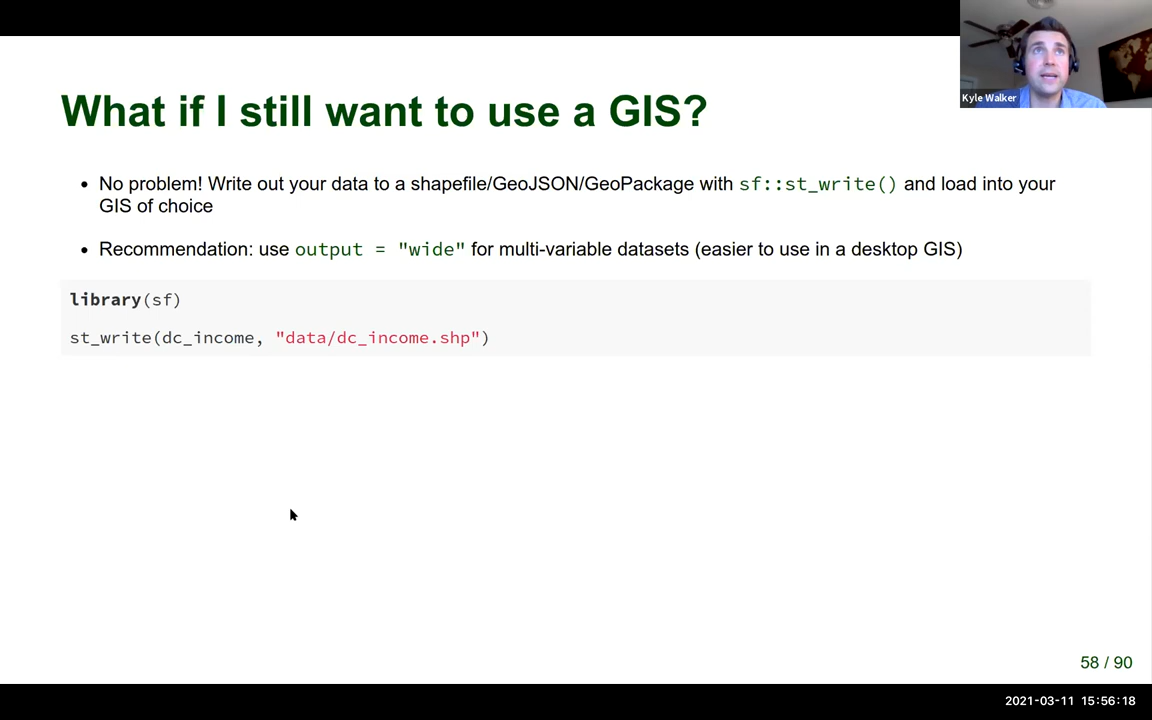 Kyle Walker
What if I still want to use a GIS?
• No problem! Write out your data to a shapefile/GeoJSON/GeoPackage with sf::st_write() and load into your
GIS of choice
• Recommendation: use output = "wide" for multi-variable datasets (easier to use in a desktop GIS)
library(sf)
st_write(dc_income, "data/dc_income.shp")
58 / 90
2021-03-11 15:56:18